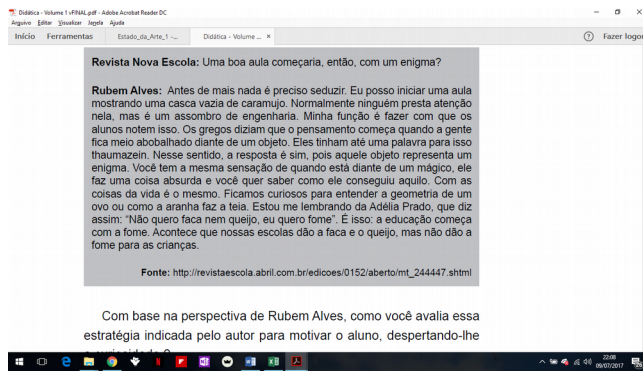 Didática - Volume 1 vFINAL.pdf - Adobe Acrobat Reader DC
Arquivo Editar Visualizar Janela Ajuda
Início Ferramentas Estado_da_Arte_1 -... Didática - Volume ... × Fazer logon
Revista Nova Escola: Uma boa aula começaria, então, com um enigma?
Rubem Alves: Antes de mais nada é preciso seduzir. Eu posso iniciar uma aula
mostrando uma casca vazia de caramujo. Normalmente ninguém presta atenção
nela, mas é um assombro de engenharia. Minha função é fazer com que os
alunos notem isso. Os gregos diziam que o pensamento começa quando a gente
fica meio abobalhado diante de um objeto. Eles tinham até uma palavra para isso
thaumazein. Nesse sentido, a resposta é sim, pois aquele objeto representa um
enigma. Você tem a mesma sensação de quando está diante de um mágico, ele
faz uma coisa absurda e você quer saber como ele conseguiu aquilo. Com as
coisas da vida é o mesmo. Ficamos curiosos para entender a geometria de um
ovo ou como a aranha faz a teia. Estou me lembrando da Adélia Prado, que diz
assim: “Não quero faca nem queijo, eu quero fome”. É isso: a educação começa
com a fome. Acontece que nossas escolas dão a faca e o queijo, mas não dão a
fome para as crianças.
Fonte: http://revistaescola.abril.com.br/edicoes/0152/aberto/mt_244447.shtml
Com base na perspectiva de Rubem Alves, como você avalia essa
estratégia indicada pelo autor para motivar o aluno, despertando-lhe
22:08
09/07/2017